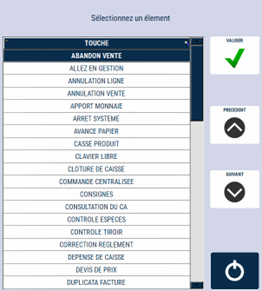 Sélectionnez un élement
TOUCHE
ABANDON VENTE
ALLEZ EN GESTION
ANNULATION LIGNE
ANNULATION VENTE
APPORT MONNAIE
ARRET SYSTEME
AVANCE PAPIER
CASSE PRODUIT
CLAVIER LIBRE
CLOTURE DE CAISSE
COMMANDE CENTRALISEE
CONSIGNES
CONSULTATION DU CA
CONTROLE ESPECES
CONTROLE TIROIR
CORRECTION REGLEMENT
DEPENSE DE CAISSE
DEVIS DE PRIX
DUPLICATA FACTURE
VALIDER
PRECEDENT
SUIVANT